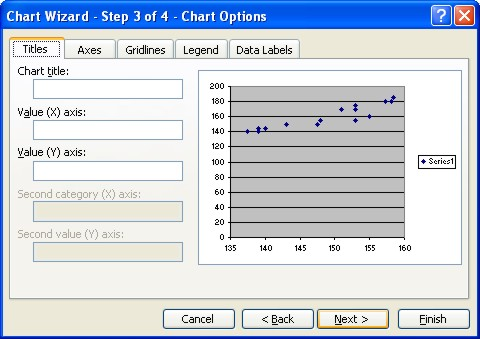 Chart Wizard - Step 3 of 4 - Chart Options
Titles Axes Gridlines Legend Data Labels
Chart title:
Value (X) axis:
Value (Y) axis:
Second category (X) axis:
Second value (Y) axis:
200
180
160
140
120
100
80
60
40
20
0
135 140 145 150 155 160
Series1
Cancel < Back Next > Finish